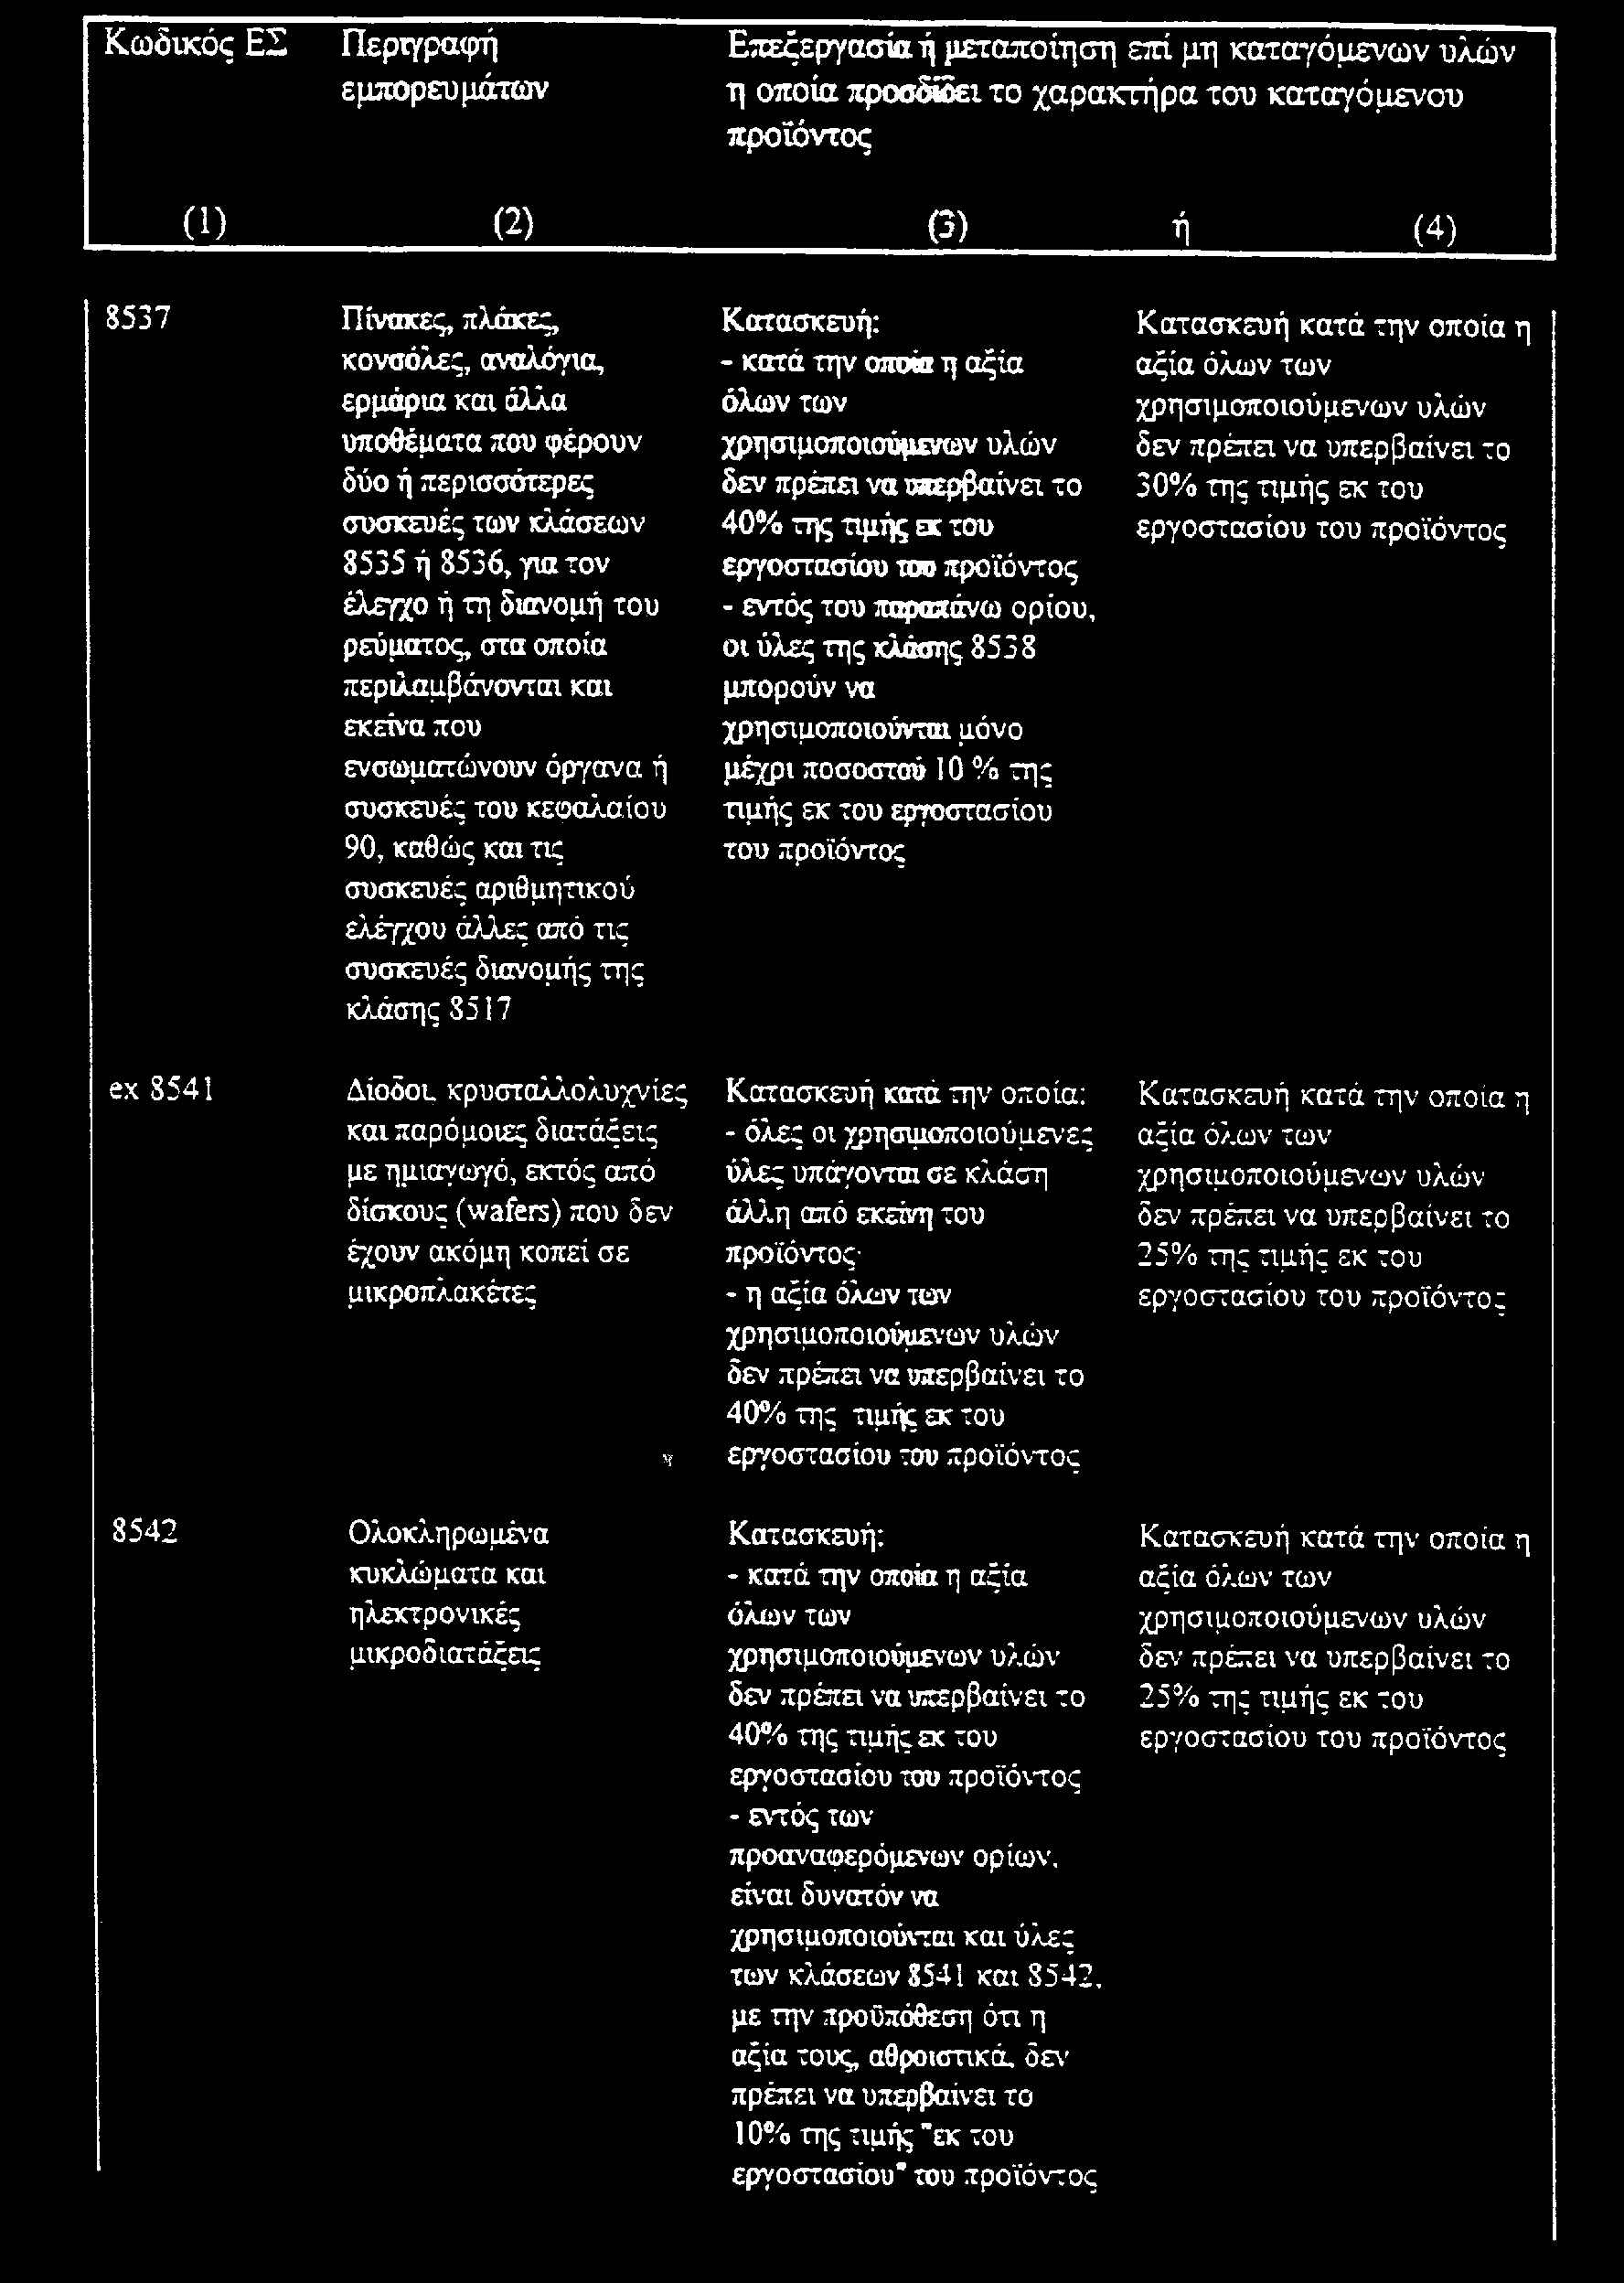 Κωδικός ΕΣ
Περιγραφή
εμπορευμάτων
Επεξεργασία ή μεταποίηση επί μη καταγόμενων υλών
η οποία προσδίδει το χαρακτήρα του καταγόμενου
προϊόντος
(1)
(2)
(3)
ή
(4)
8537
Πίνακες, πλάκες,
κονσόλες, αναλόγια,
ερμάρια και άλλα
υποθέματα που φέρουν
δύο ή περισσότερες
συσκευές των κλάσεων
8535 ή 8536, για τον
έλεγχο ή τη διανομή του
ρεύματος, στα οποία
περιλαμβάνονται και
εκείνα που
ενσωματώνουν όργανα ή
συσκευές του κεφαλαίου
90, καθώς και τις
συσκευές αριθμητικού
ελέγχου άλλες από τις
συσκευές διανομής της
κλάσης 8517
Κατασκευή:
- κατά την οποία η αξία
όλων των
χρησιμοποιούμενων υλών
δεν πρέπει να υπερβαίνει το
40% της τιμής εκ του
εργοστασίου του προϊόντος
- εντός του παραπάνω ορίου,
οι ύλες της κλάσης 8538
μπορούν να
χρησιμοποιούνται μόνο
μέχρι ποσοστού 10 % της
τιμής εκ του εργοστασίου
του προϊόντος
Κατασκευή κατά την οποία η
αξία όλων των
χρησιμοποιούμενων υλών
δεν πρέπει να υπερβαίνει το
30% της τιμής εκ του
εργοστασίου του προϊόντος
ex 8541
Δίοδοι, κρυσταλλολυχνίες
και παρόμοιες διατάξεις
με ημιαγωγό, εκτός από
δίσκους (wafers) που δεν
έχουν ακόμη κοπεί σε
μικροπλακέτες
Κατασκευή κατά την οποία:
- όλες οι χρησιμοποιούμενες
ύλες υπάγονται σε κλάση
άλλη από εκείνη του
προϊόντος·
- η αξία όλων των
χρησιμοποιούμενων υλών
δεν πρέπει να υπερβαίνει το
40% της τιμής εκ του
εργοστασίου του προϊόντος
Κατασκευή κατά την οποία η
αξία όλων των
χρησιμοποιούμενων υλών
δεν πρέπει να υπερβαίνει το
25% της τιμής εκ του
εργοστασίου του προϊόντος
8542
Ολοκληρωμένα
κυκλώματα και
ηλεκτρονικές
μικροδιατάξεις
Κατασκευή:
- κατά την οποία η αξία
όλων των
χρησιμοποιούμενων υλών
δεν πρέπει να υπερβαίνει το
40% της τιμής εκ του
εργοστασίου του προϊόντος
- εντός των
προαναφερόμενων ορίων,
είναι δυνατόν να
χρησιμοποιούνται και ύλες
των κλάσεων 8541 και 8542,
με την προϋπόθεση ότι η
αξία τους, αθροιστικά, δεν
πρέπει να υπερβαίνει το
10% της τιμής "εκ του
εργοστασίου" του προϊόντος
Κατασκευή κατά την οποία η
αξία όλων των
χρησιμοποιούμενων υλών
δεν πρέπει να υπερβαίνει το
25% της τιμής εκ του
εργοστασίου του προϊόντος